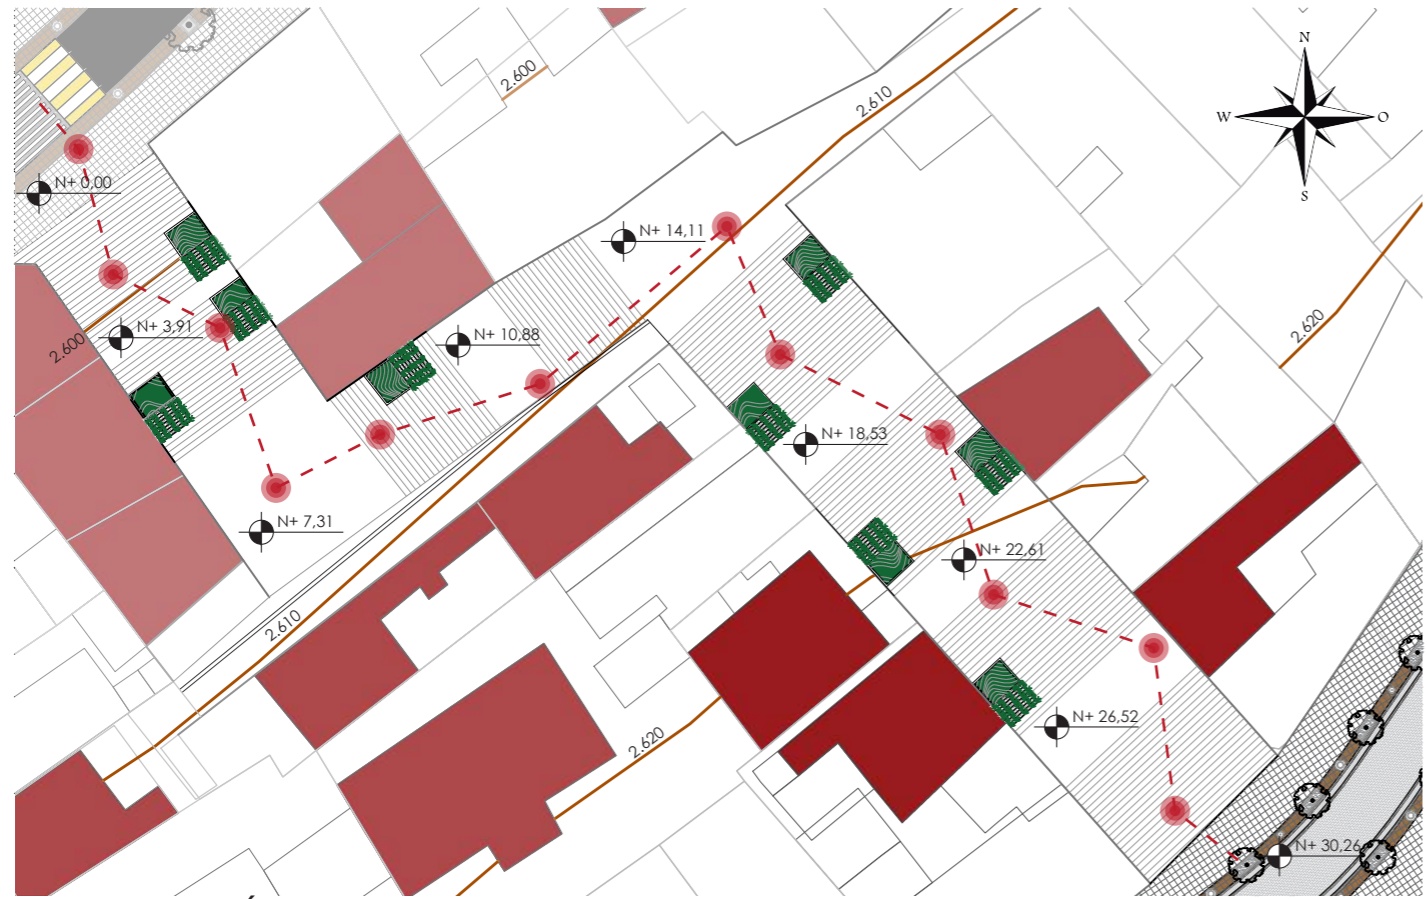 N
W
O
S
2.600
2.610
N+ 0,00
N+ 14,11
N+ 3,91
N+ 10,88
2.600
2.620
N+ 18,53
N+ 7,31
N+ 22,61
2.610
N+ 26,52
2.620
N+ 30,26